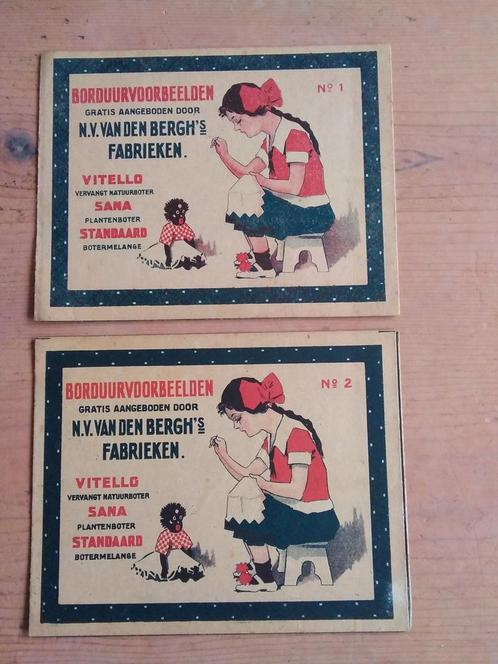 BORDUURVOORBEELDEN
GRATIS AANGEBODEN DOOR
N.V. VAN DEN BERGH'S
FABRIEKEN.
VITELLO
VERVANGT NATUURBOTER
SANA
PLANTENBOTER
STANDAARD
BOTERMELANGE
Nº 1
BORDUURVOORBEELDEN
GRATIS AANGEBODEN DOOR
N.V. VAN DEN BERGH'S
FABRIEKEN.
VITELLO
VERVANGT NATUURBOTER
SANA
PLANTENBOTER
STANDAARD
BOTERMELANGE
Nº 2